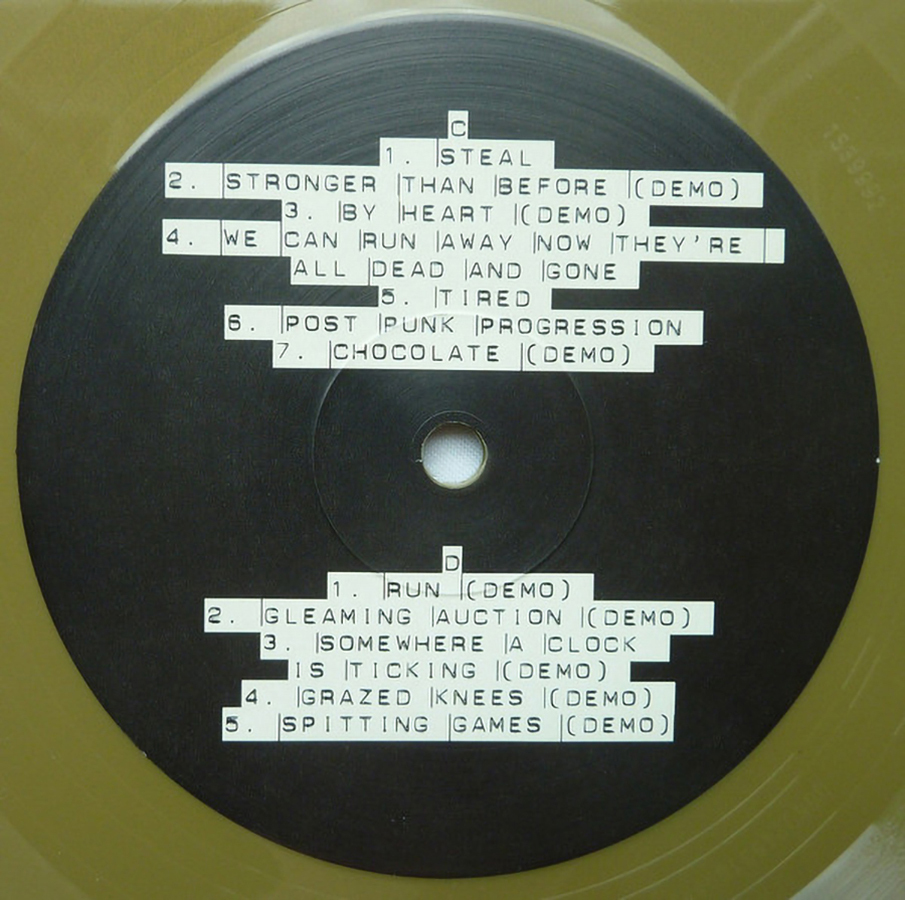 C
1. STEAL
2. STRONGER THAN BEFORE (DEMO)
3. BY HEART (DEMO)
4. WE CAN RUN AWAY NOW THEY'RE
ALL DEAD AND GONE
5. TIRED
6. POST PUNK PROGRESSION
7. CHOCOLATE (DEMO)
D
1. RUN (DEMO)
2. GLEAMING AUCTION (DEMO)
3. SOMEWHERE A CLOCK
IS TICKING (DEMO)
4. GRAZED KNEES (DEMO)
5. SPITTING GAMES (DEMO)